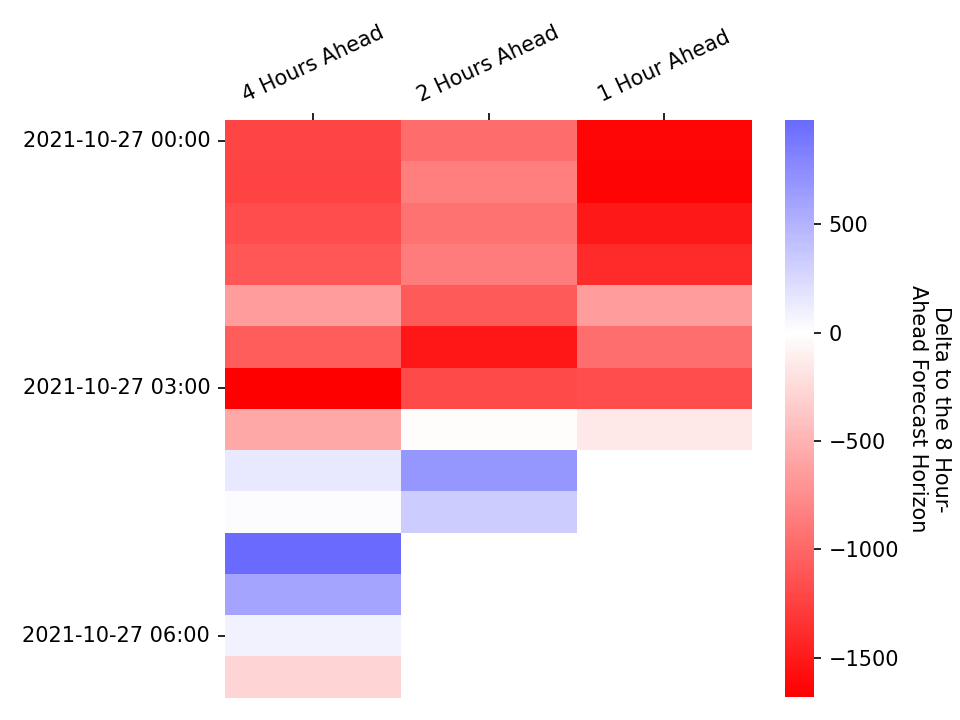 4 Hours Ahead
2 Hours Ahead
1 Hour Ahead
2021-10-27 00:00
2021-10-27 03:00
2021-10-27 06:00
500
0
−500
−1000
−1500
Delta to the 8 Hour-
Ahead Forecast Horizon